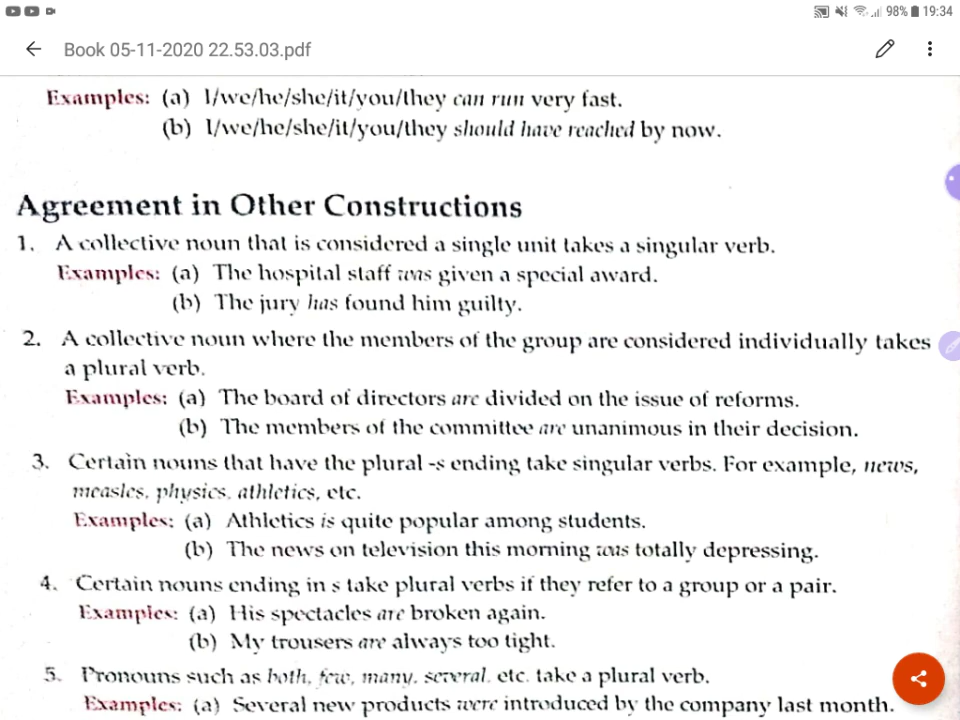 98% 19:34
Book 05-11-2020 22.53.03.pdf
Examples: (a) I/we/he/she/it/you/they can run very fast.
(b) I/we/he/she/it/you/they should have reached by now.
Agreement in Other Constructions
1. A collective noun that is considered a single unit takes a singular verb.
Examples: (a) The hospital staff was given a special award.
(b) The jury has found him guilty.
2. A collective noun where the members of the group are considered individually takes
a plural verb.
Examples: (a) The board of directors are divided on the issue of reforms.
(b) The members of the committee are unanimous in their decision.
3. Certain nouns that have the plural -s ending take singular verbs. For example, news,
measles, physics, athletics, etc.
Examples: (a) Athletics is quite popular among students.
(b) The news on television this morning was totally depressing.
4. Certain nouns ending in s take plural verbs if they refer to a group or a pair.
Examples: (a) His spectacles are broken again.
(b) My trousers are always too tight.
5. Pronouns such as both, few, many, several, etc. take a plural verb.
Examples: (a) Several new products were introduced by the company last month.